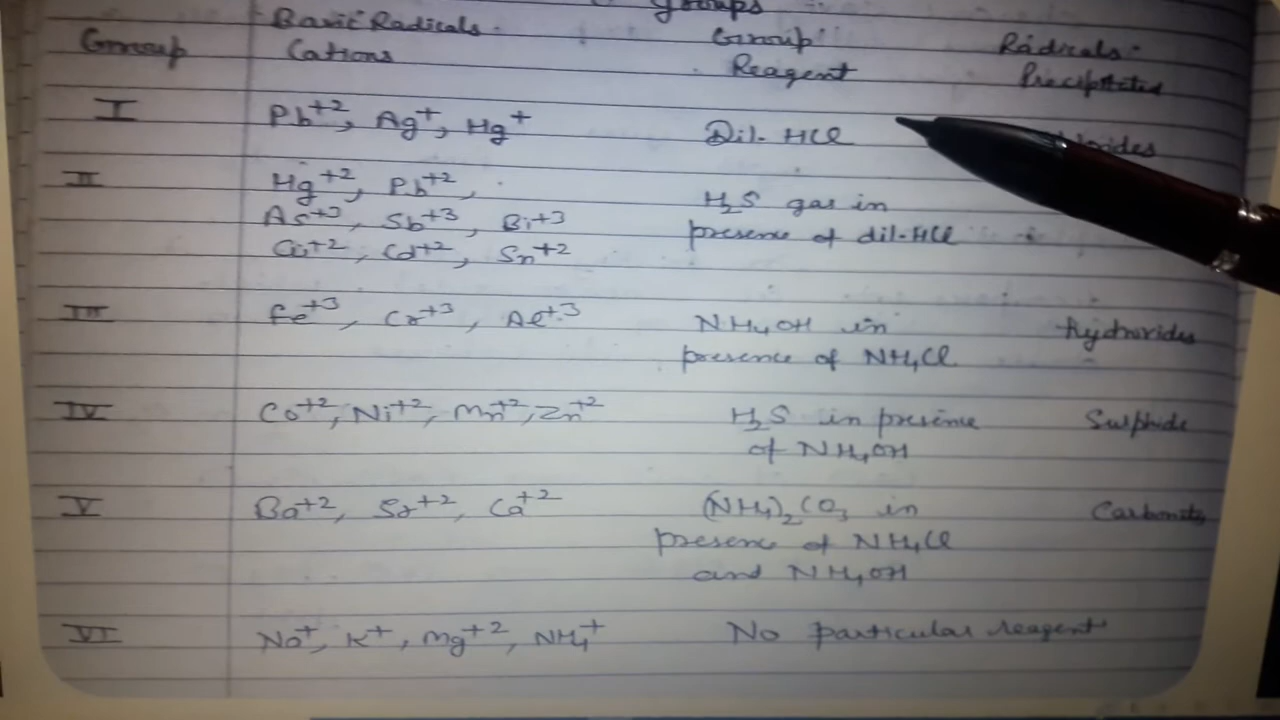 groups
Group Basic Radicals Cations Group Reagent Radicals Precipitated
I Pb+2, Ag+, Hg+ Dil. HCl
II Hg+2, Pb+2,
As+3, Sb+3, Bi+3 H2S gas in
Cu+2, Cd+2, Sn+2 presence of dil-HCl
III Fe+3, Cr+3, Al+3 NH4OH in Hydroxides
presence of NH4Cl
IV Co+2, Ni+2, Mn+2, Zn+2 H2S in presence Sulphide
of NH4OH
V Ba+2, Sr+2, Ca+2 (NH4)2CO3 in Carbonate
presence of NH4Cl
and NH4OH
VI Na+, K+, Mg+2, NH4+ No particular reagent